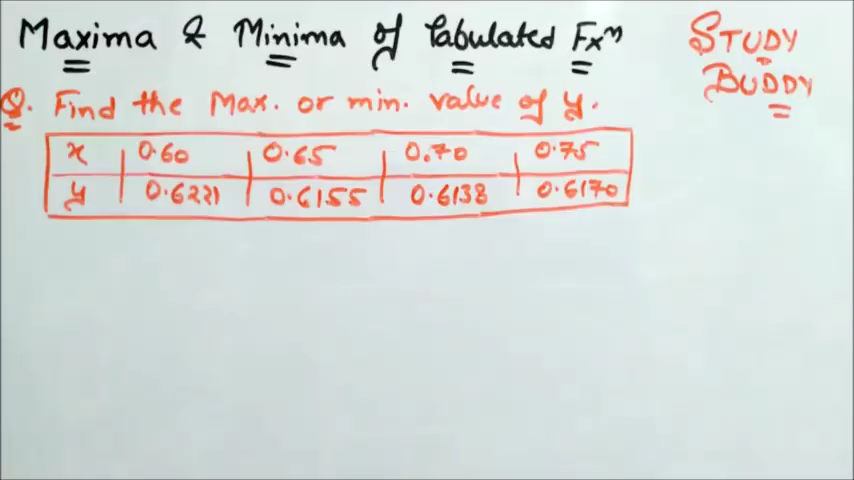 Maxima & Minima of Tabulated Fxⁿ
STUDY BUDDY
Q. Find the Max. or min. value of y.
x 0.60 0.65 0.70 0.75
y 0.6221 0.6155 0.6138 0.6170